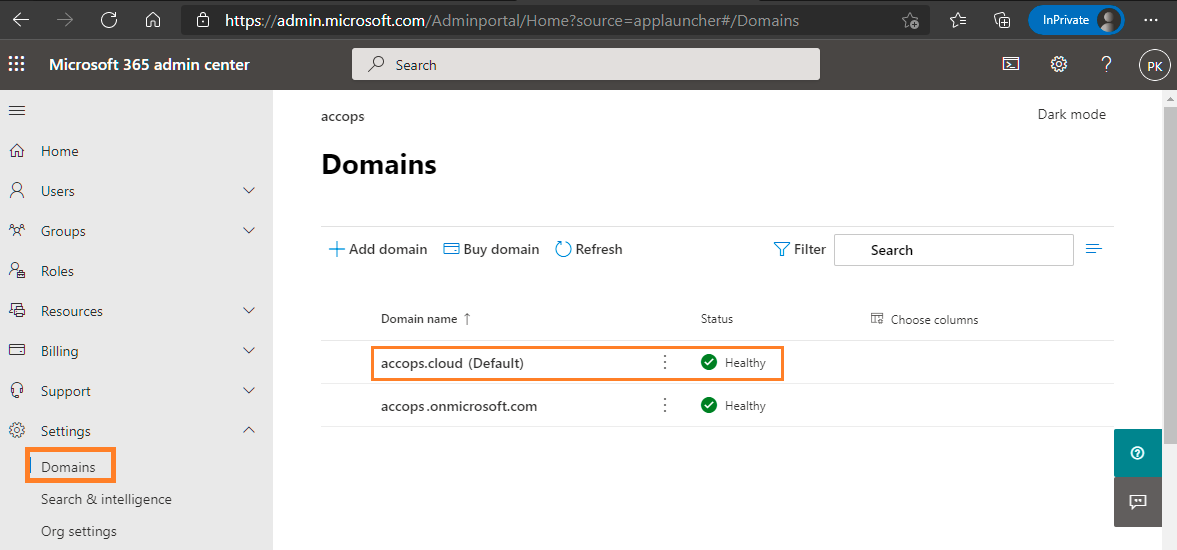 https://admin.microsoft.com/Adminportal/Home?source=applauncher#/Domains
InPrivate
Microsoft 365 admin center
Search
PK
Home
Users
Groups
Roles
Resources
Billing
Support
Settings
Domains
Search & intelligence
Org settings
accops
Dark mode
Domains
Add domain Buy domain Refresh Filter Search
Domain name ↑ Status Choose columns
accops.cloud (Default) Healthy
accops.onmicrosoft.com Healthy